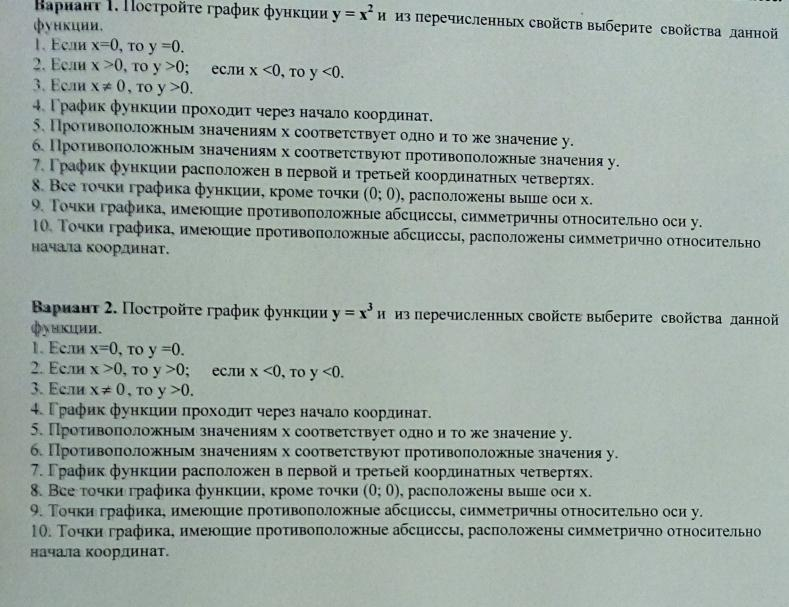 Вариант 1. Постройте график функции y = x² и из перечисленных свойств выберите свойства данной
функции.
1. Если x=0, то y =0.
2. Если x >0, то y >0; если x <0, то y <0.
3. Если x ≠ 0, то y >0.
4. График функции проходит через начало координат.
5. Противоположным значениям x соответствует одно и то же значение y.
6. Противоположным значениям x соответствуют противоположные значения y.
7. График функции расположен в первой и третьей координатных четвертях.
8. Все точки графика функции, кроме точки (0; 0), расположены выше оси x.
9. Точки графика, имеющие противоположные абсциссы, симметричны относительно оси y.
10. Точки графика, имеющие противоположные абсциссы, расположены симметрично относительно
начала координат.
Вариант 2. Постройте график функции y = x³ и из перечисленных свойств выберите свойства данной
функции.
1. Если x=0, то y =0.
2. Если x >0, то y >0; если x <0, то y <0.
3. Если x ≠ 0, то y >0.
4. График функции проходит через начало координат.
5. Противоположным значениям x соответствует одно и то же значение y.
6. Противоположным значениям x соответствуют противоположные значения y.
7. График функции расположен в первой и третьей координатных четвертях.
8. Все точки графика функции, кроме точки (0; 0), расположены выше оси x.
9. Точки графика, имеющие противоположные абсциссы, симметричны относительно оси y.
10. Точки графика, имеющие противоположные абсциссы, расположены симметрично относительно
начала координат.